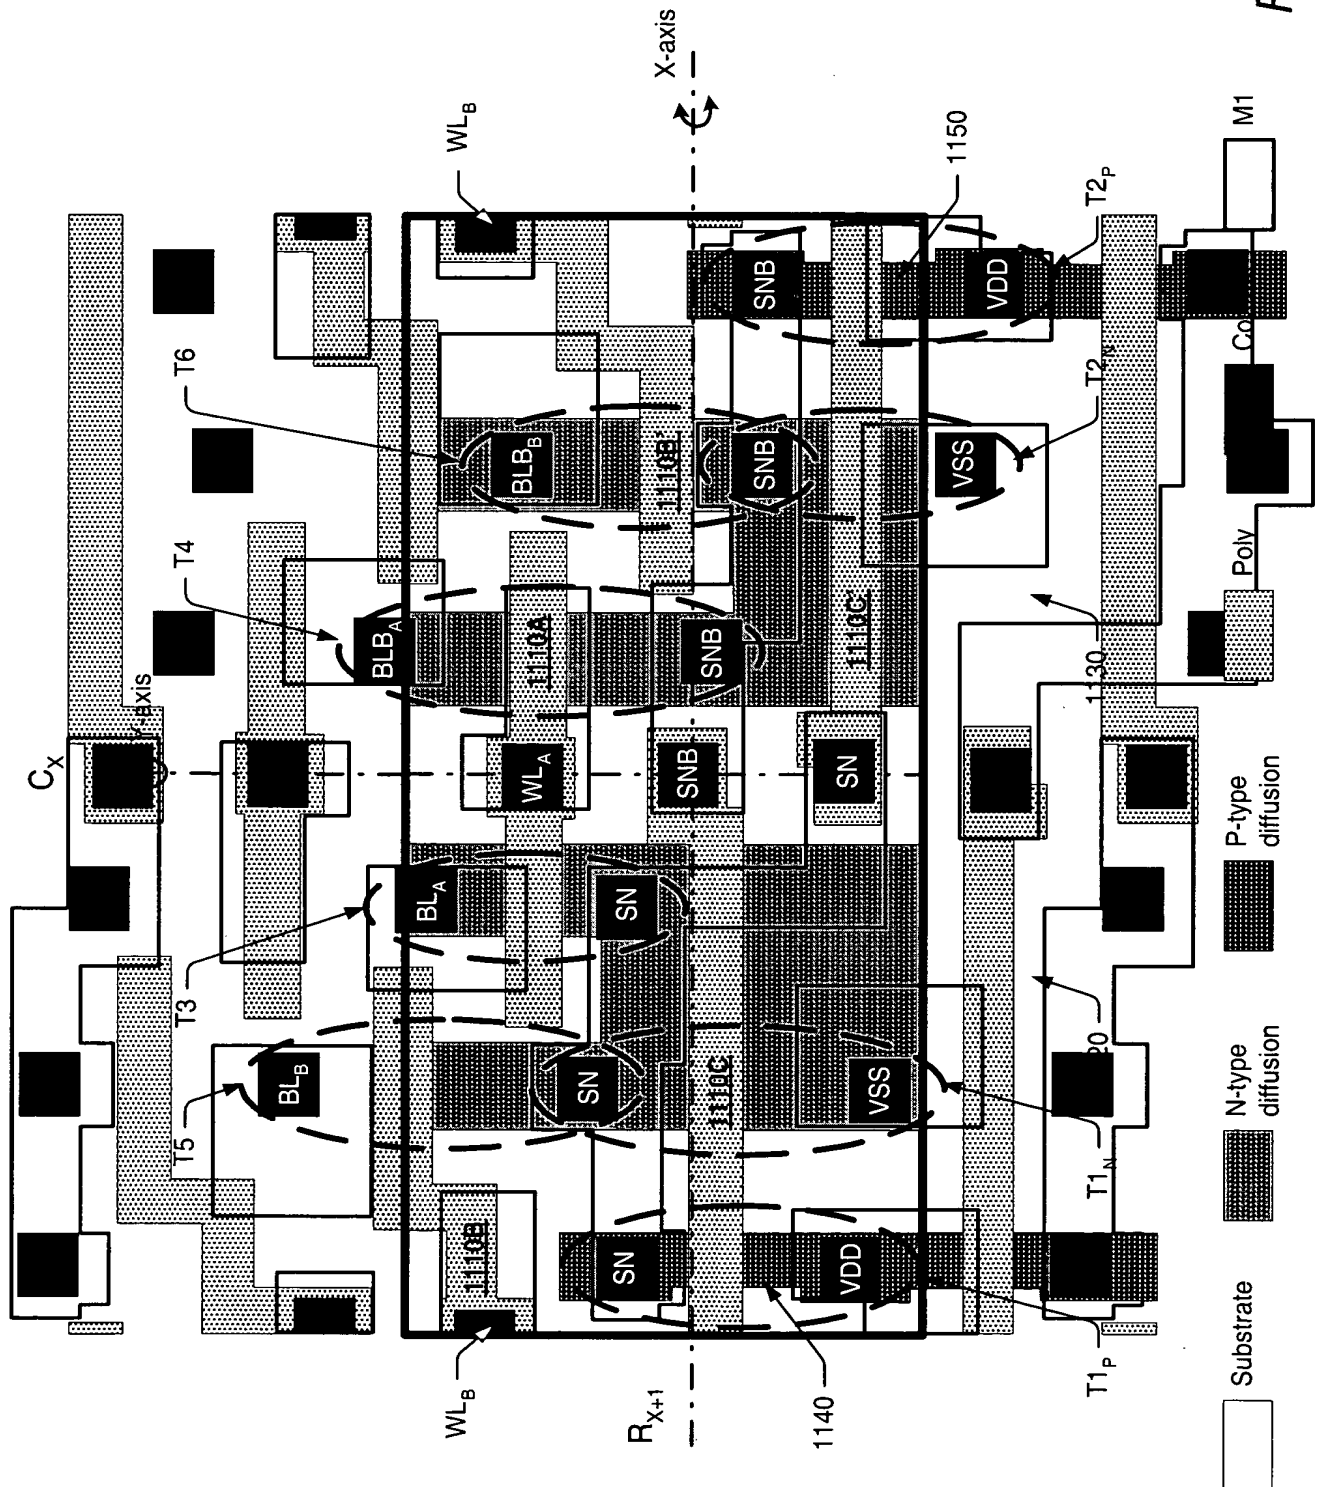 F
X-axis
WL_B
1150
T2_P
M1
T6
SNB
VDD
Co
T2_N
BLB_B
1110B'
SNB
VSS
T4
BLB_A
1110A
SNB
1110C'
1130
Poly
Y-axis
C_X
WL_A
SNB
SN
P-type
diffusion
T3
BL_A
SN
N-type
diffusion
T5
BL_B
SN
1110C
VSS
20
T1_N
1110B
SN
VDD
T1_P
Substrate
WL_B
R_X+1
1140